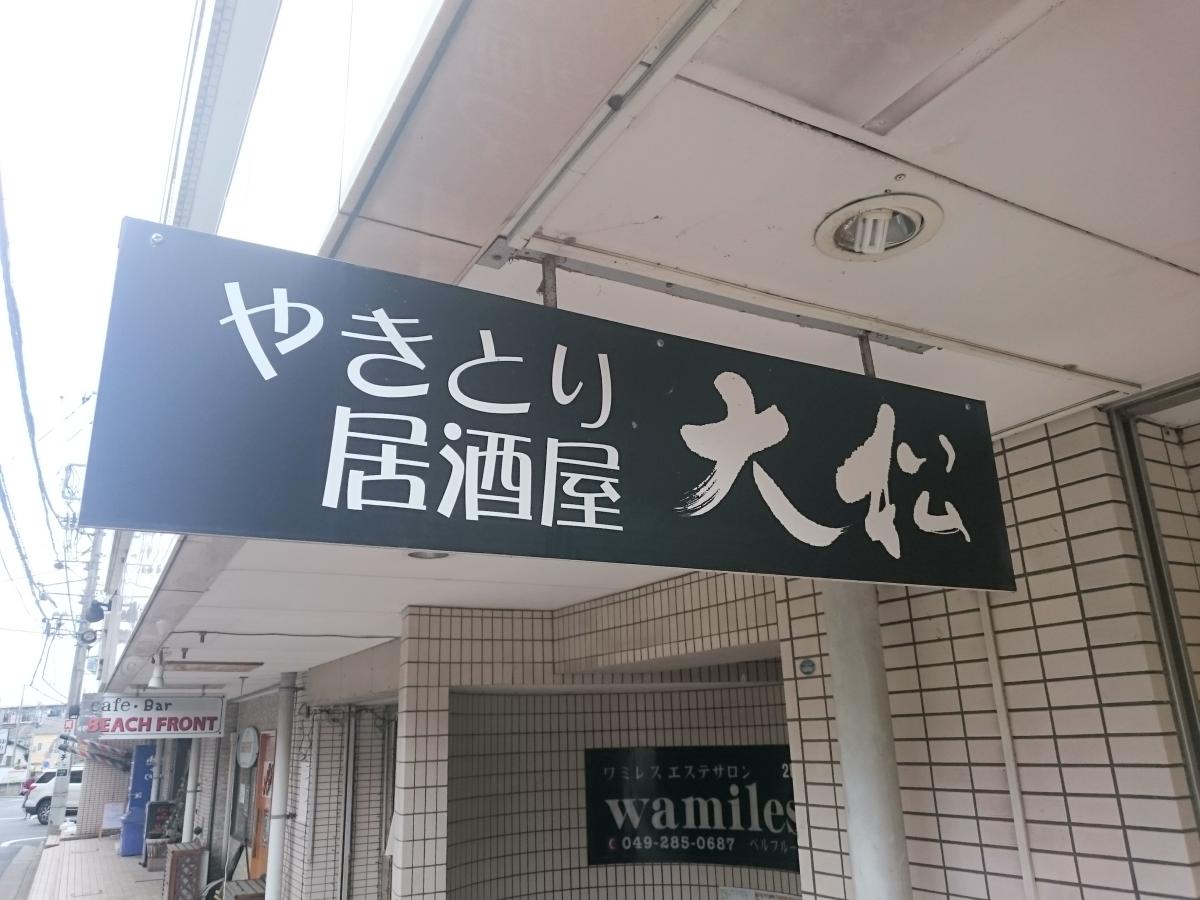 やきとり
居酒屋
大松
cafe・Bar
BEACH FRONT
ワミレス エステサロン
wamiles
049-285-0687